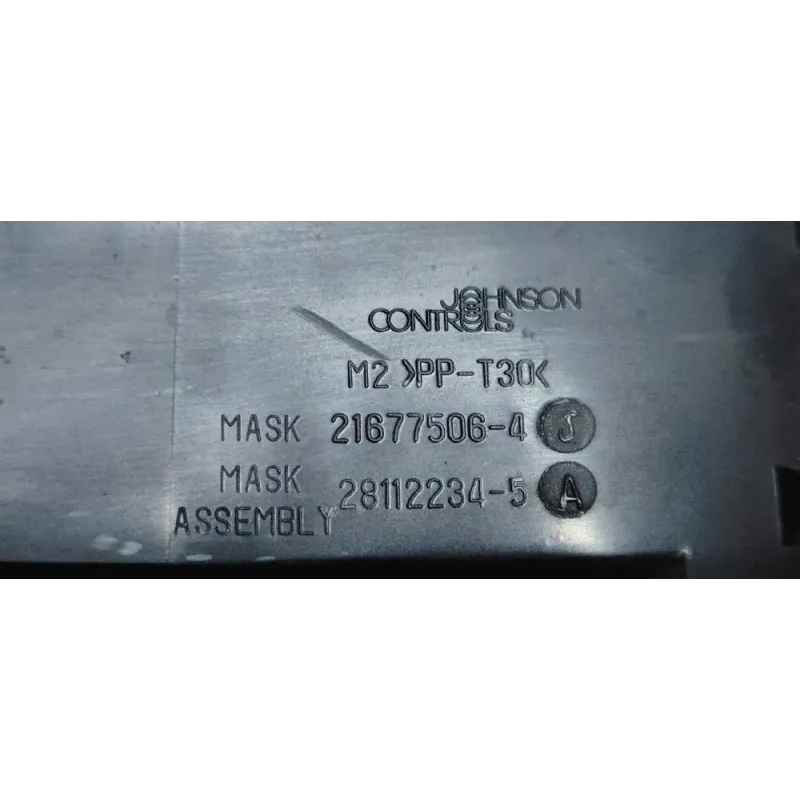 JOHNSON
CONTROLS
M2 >PP-T30<
MASK 21677506-4 J
MASK 28112234-5 A
ASSEMBLY